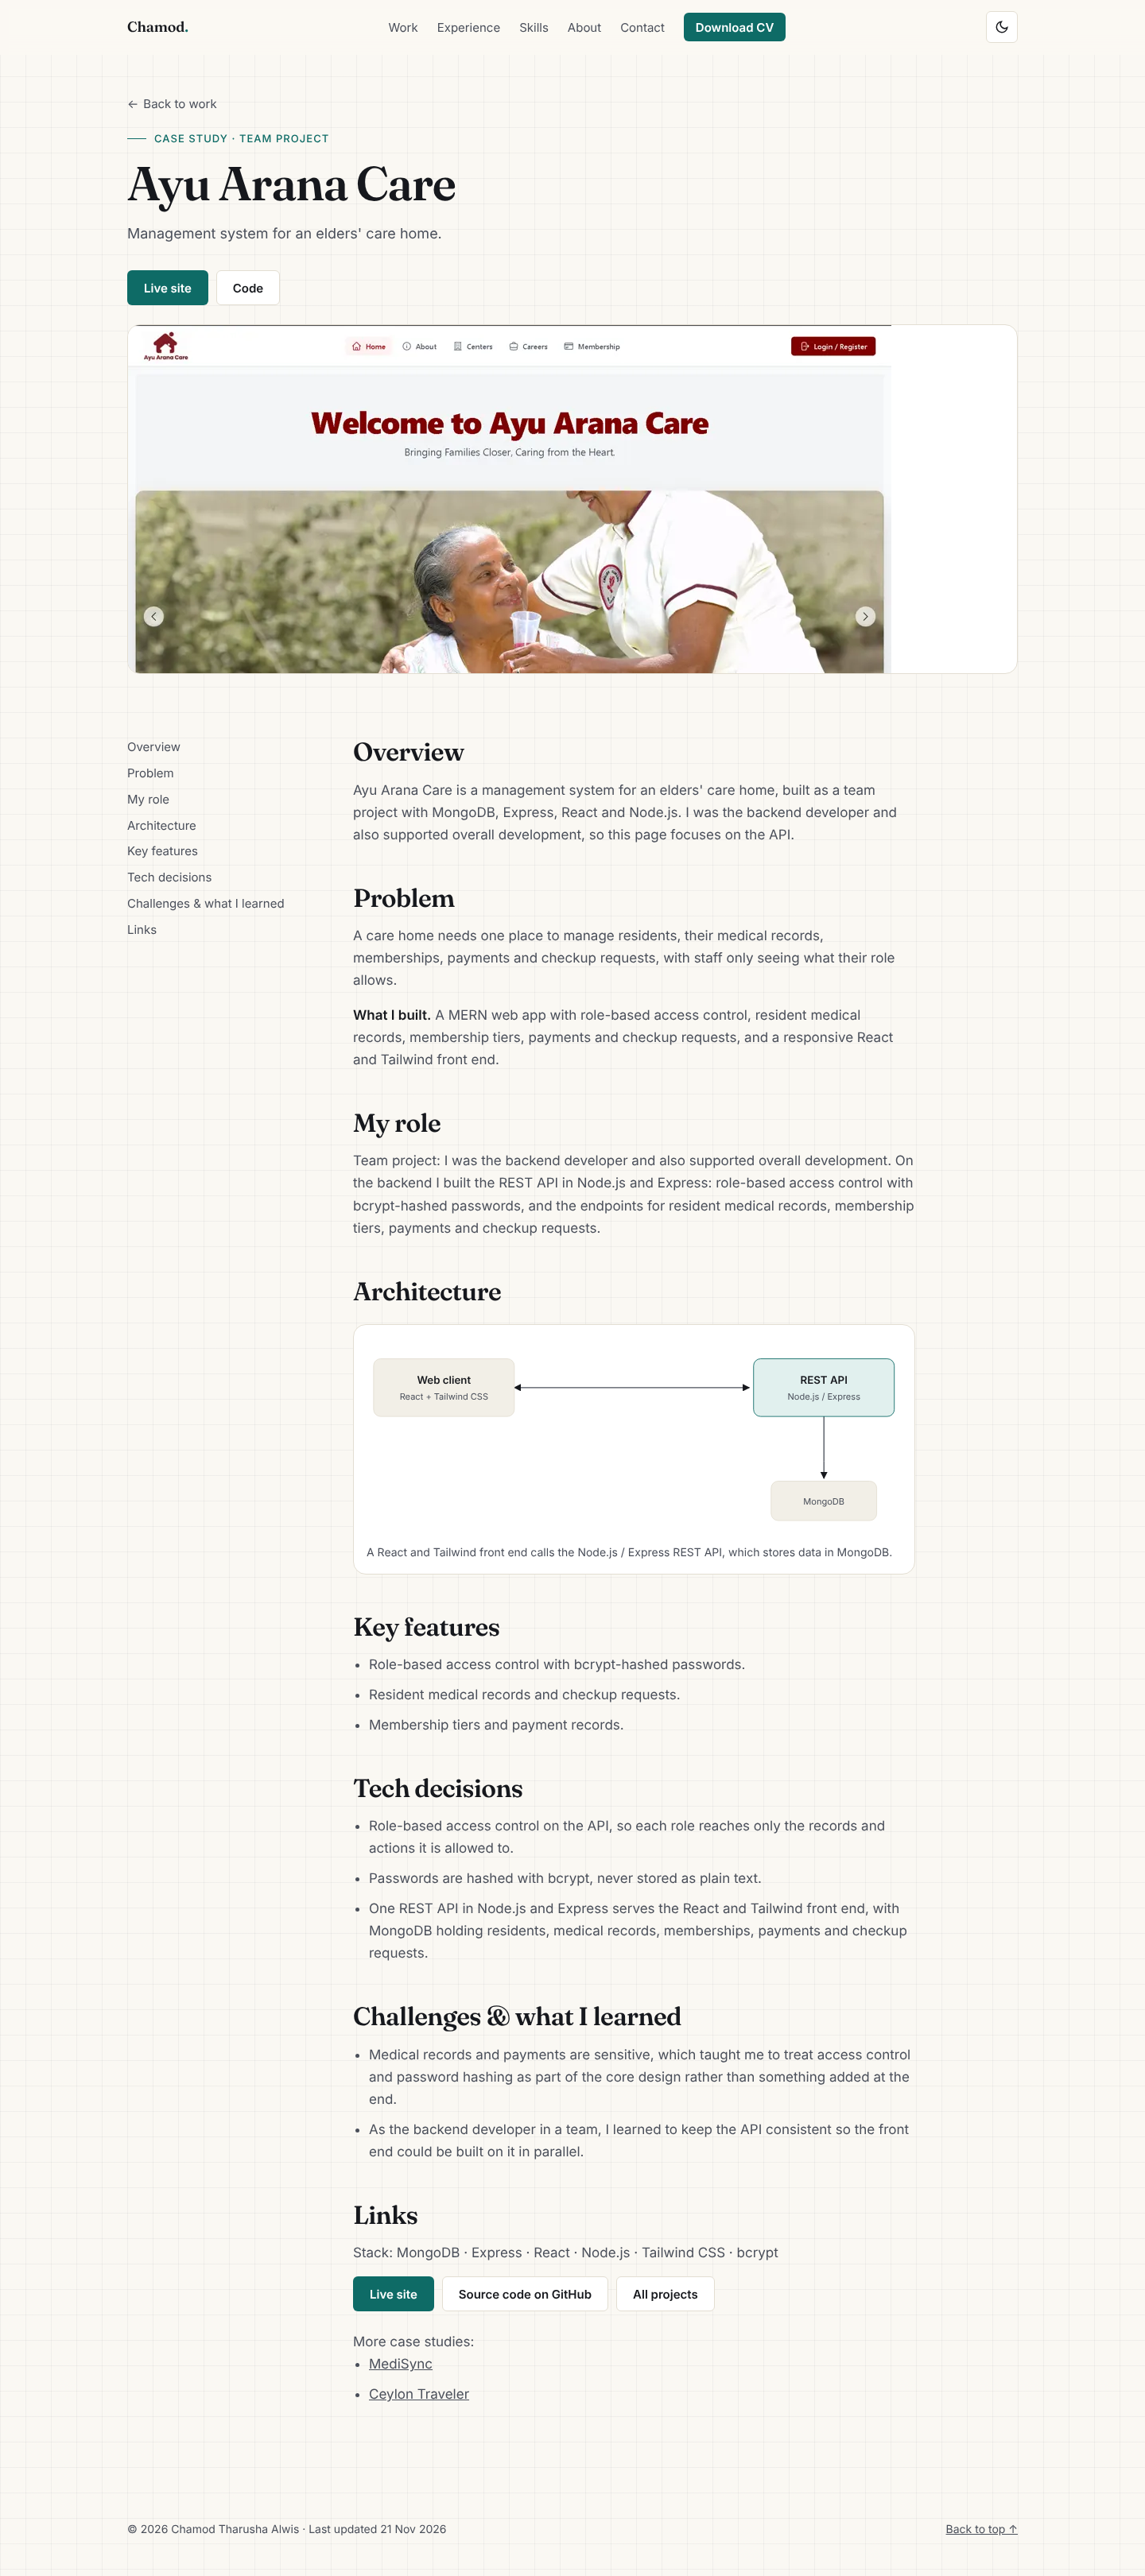 Chamod.
Work
Experience
Skills
About
Contact
Download CV
← Back to work
CASE STUDY · TEAM PROJECT
Ayu Arana Care
Management system for an elders' care home.
Live site
Code
Ayu Arana Care
Home
About
Centers
Careers
Membership
Login / Register
Welcome to Ayu Arana Care
Bringing Families Closer, Caring from the Heart.
Overview
Problem
My role
Architecture
Key features
Tech decisions
Challenges & what I learned
Links
Overview
Ayu Arana Care is a management system for an elders' care home, built as a team
project with MongoDB, Express, React and Node.js. I was the backend developer and
also supported overall development, so this page focuses on the API.
Problem
A care home needs one place to manage residents, their medical records,
memberships, payments and checkup requests, with staff only seeing what their role
allows.
What I built. A MERN web app with role-based access control, resident medical
records, membership tiers, payments and checkup requests, and a responsive React
and Tailwind front end.
My role
Team project: I was the backend developer and also supported overall development. On
the backend I built the REST API in Node.js and Express: role-based access control with
bcrypt-hashed passwords, and the endpoints for resident medical records, membership
tiers, payments and checkup requests.
Architecture
Web client
React + Tailwind CSS
REST API
Node.js / Express
MongoDB
A React and Tailwind front end calls the Node.js / Express REST API, which stores data in MongoDB.
Key features
• Role-based access control with bcrypt-hashed passwords.
• Resident medical records and checkup requests.
• Membership tiers and payment records.
Tech decisions
• Role-based access control on the API, so each role reaches only the records and
actions it is allowed to.
• Passwords are hashed with bcrypt, never stored as plain text.
• One REST API in Node.js and Express serves the React and Tailwind front end, with
MongoDB holding residents, medical records, memberships, payments and checkup
requests.
Challenges & what I learned
• Medical records and payments are sensitive, which taught me to treat access control
and password hashing as part of the core design rather than something added at the
end.
• As the backend developer in a team, I learned to keep the API consistent so the front
end could be built on it in parallel.
Links
Stack: MongoDB · Express · React · Node.js · Tailwind CSS · bcrypt
Live site
Source code on GitHub
All projects
More case studies:
• MediSync
• Ceylon Traveler
© 2026 Chamod Tharusha Alwis · Last updated 21 Nov 2026
Back to top ↑